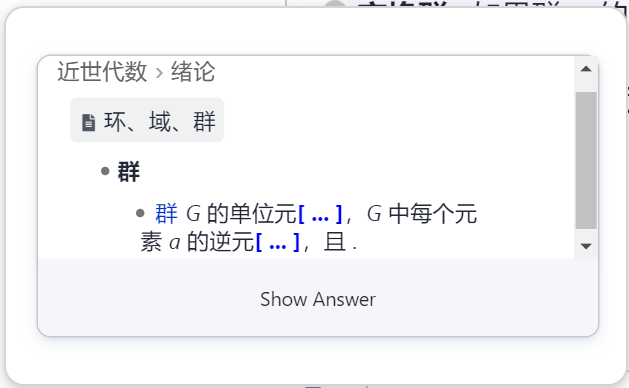 近世代数 › 绪论
环、域、群
群
群 G 的单位元[ ... ]，G 中每个元
素 a 的逆元[ ... ]，且 .
Show Answer